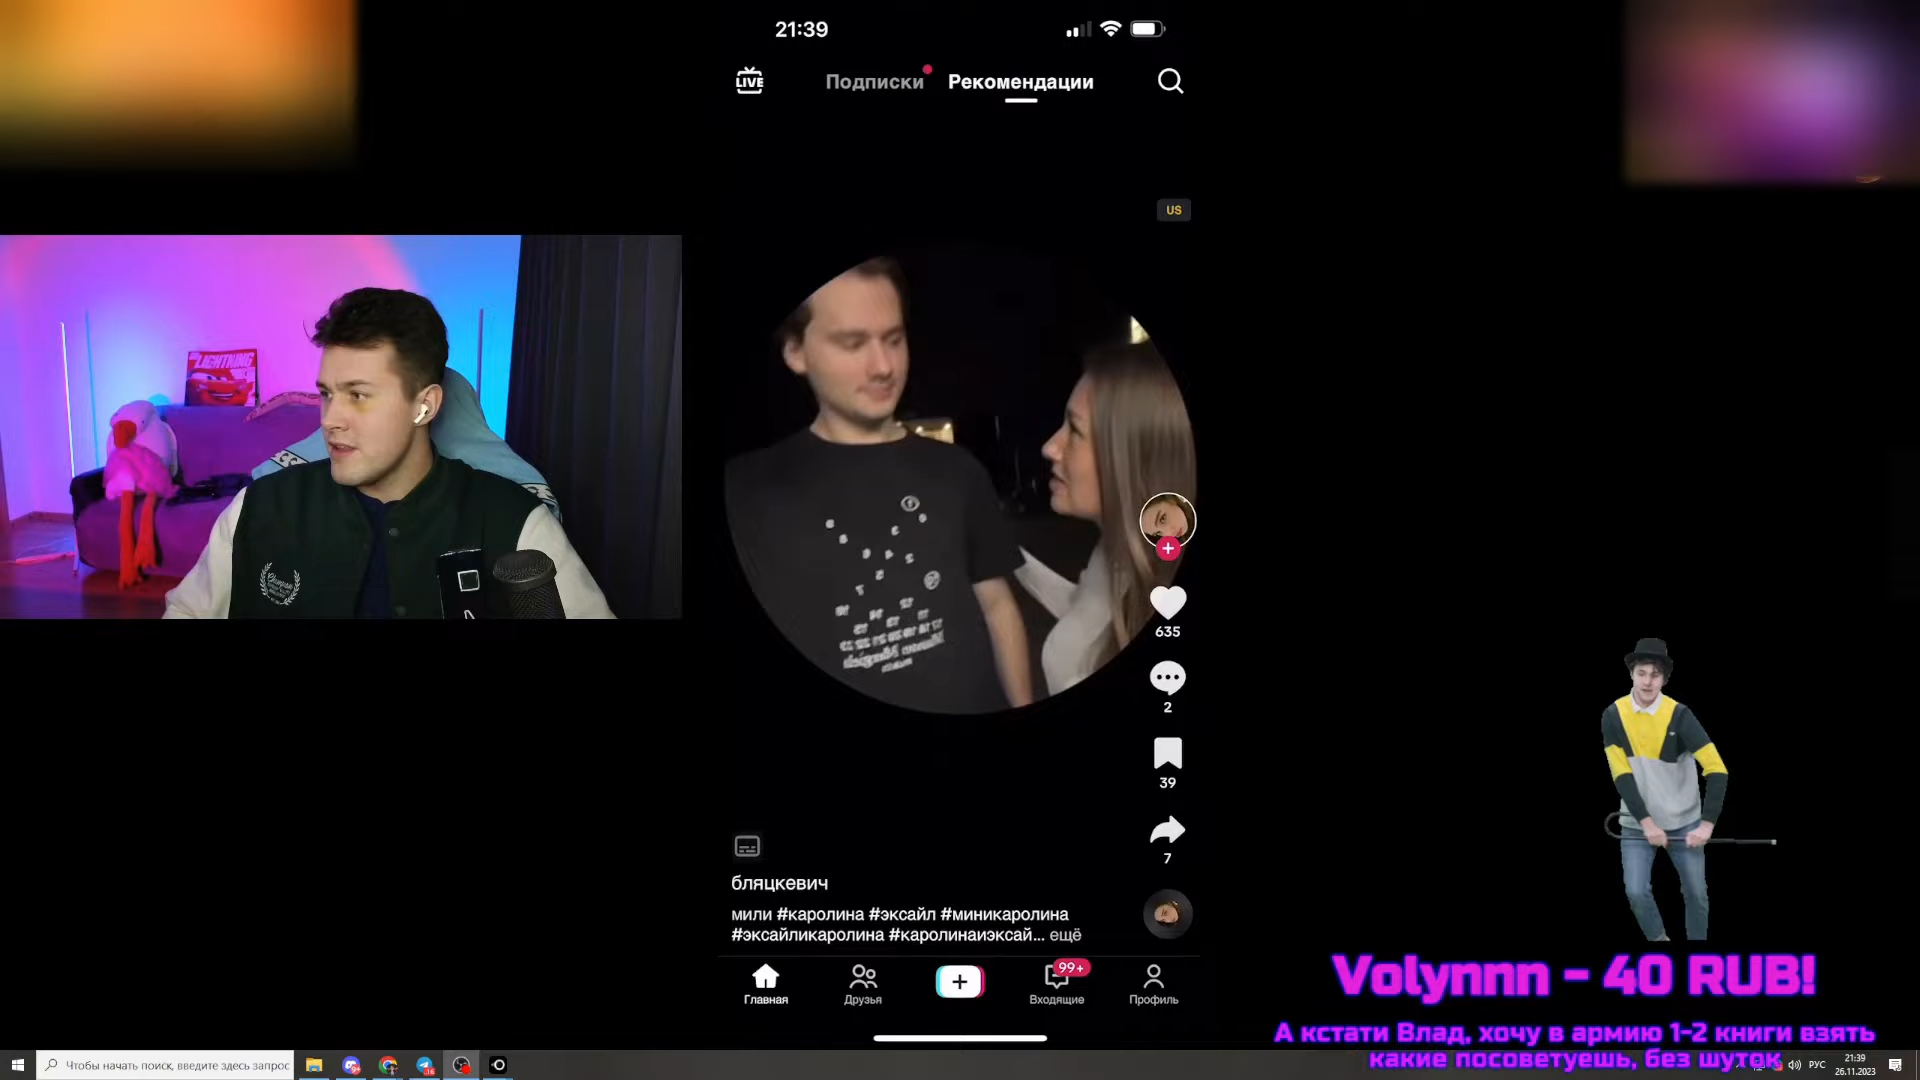 21:39
LIVE
Подписки
Рекомендации
US
LIGHTNING
Champion
635
2
39
7
бляцкевич
мили #каролина #эксайл #миникаролина
#эксайликаролина #каролинаиэксай... ещё
99+
Главная
Друзья
Входящие
Профиль
Volynnn - 40 RUB!
А кстати Влад, хочу в армию 1-2 книги взять
какие посоветуешь, без шуток
Чтобы начать поиск, введите здесь запрос
РУС
21:39
26.11.2023